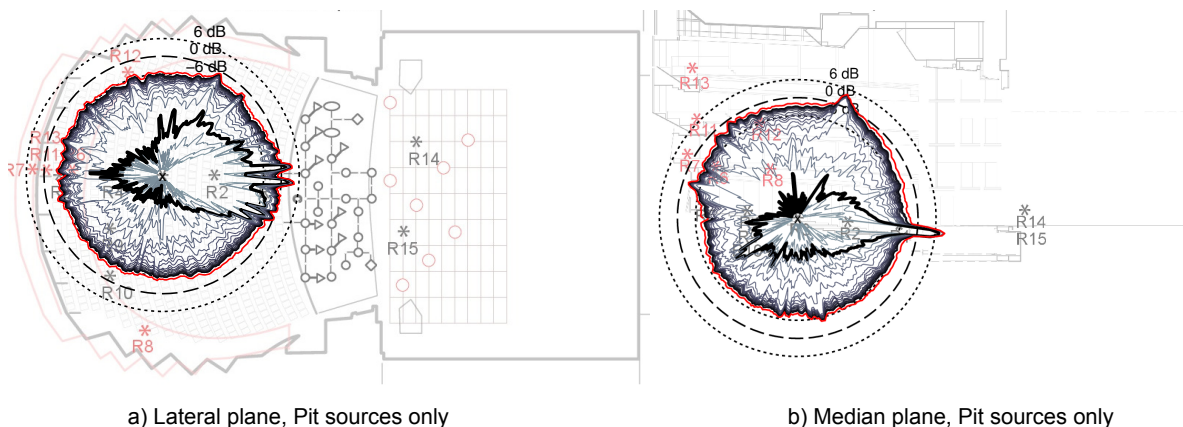 6 dB
0 dB
−6 dB
R12
R7
R2
R10
R8
R14
R15
a) Lateral plane, Pit sources only
6 dB
0 dB
R13
R11
R12
R7
R8
R2
R14
R15
b) Median plane, Pit sources only